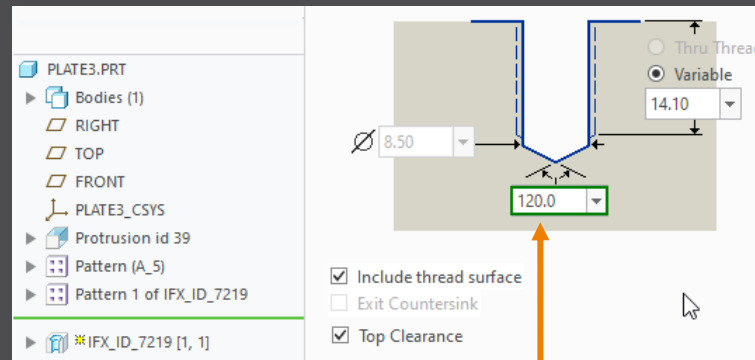 PLATE3.PRT
Bodies (1)
RIGHT
TOP
FRONT
PLATE3_CSYS
Protrusion id 39
Pattern (A_5)
Pattern 1 of IFX_ID_7219
IFX_ID_7219 [1, 1]
Thru Threa
Variable
14.10
Ø 8.50
120.0
Include thread surface
Exit Countersink
Top Clearance